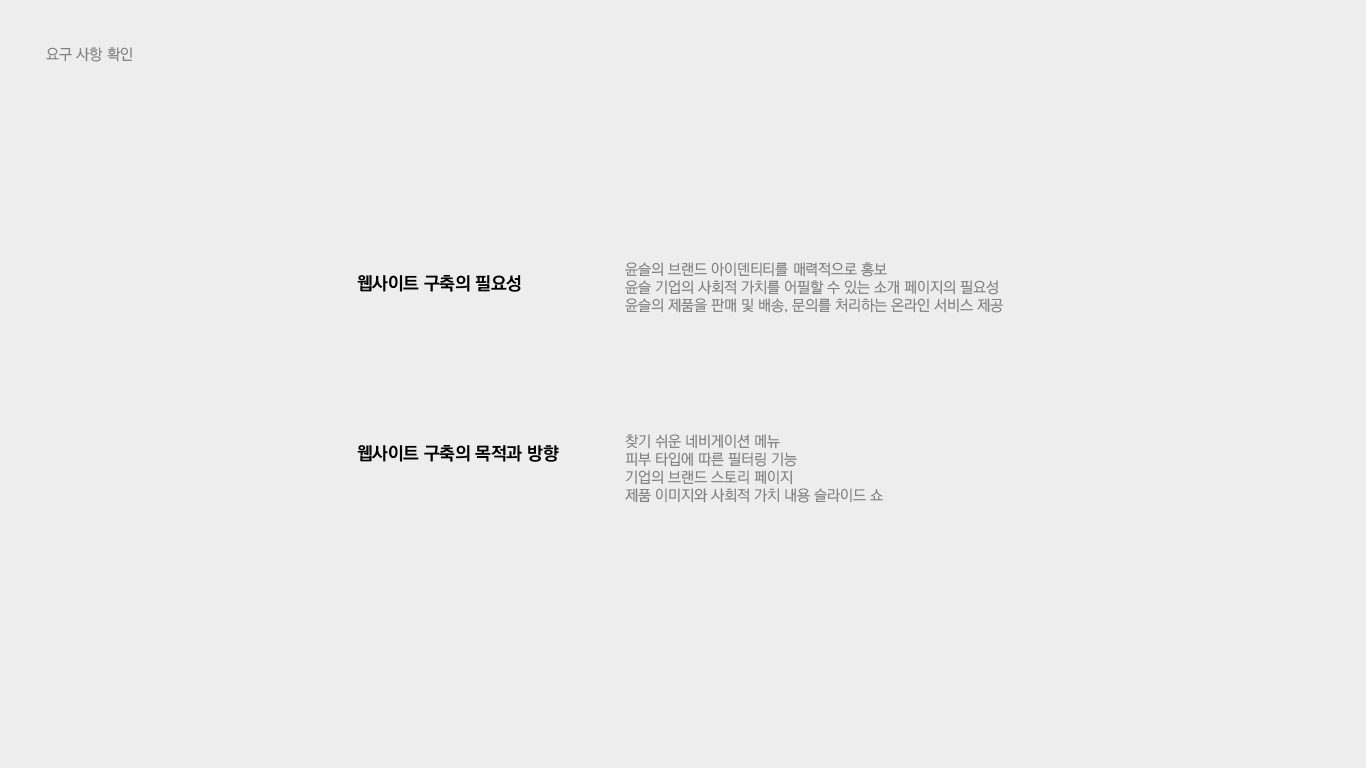 요구 사항 확인
웹사이트 구축의 필요성
윤슬의 브랜드 아이덴티티를 매력적으로 홍보
윤슬 기업의 사회적 가치를 어필할 수 있는 소개 페이지의 필요성
윤슬의 제품을 판매 및 배송, 문의를 처리하는 온라인 서비스 제공
웹사이트 구축의 목적과 방향
찾기 쉬운 네비게이션 메뉴
피부 타입에 따른 필터링 기능
기업의 브랜드 스토리 페이지
제품 이미지와 사회적 가치 내용 슬라이드 쇼